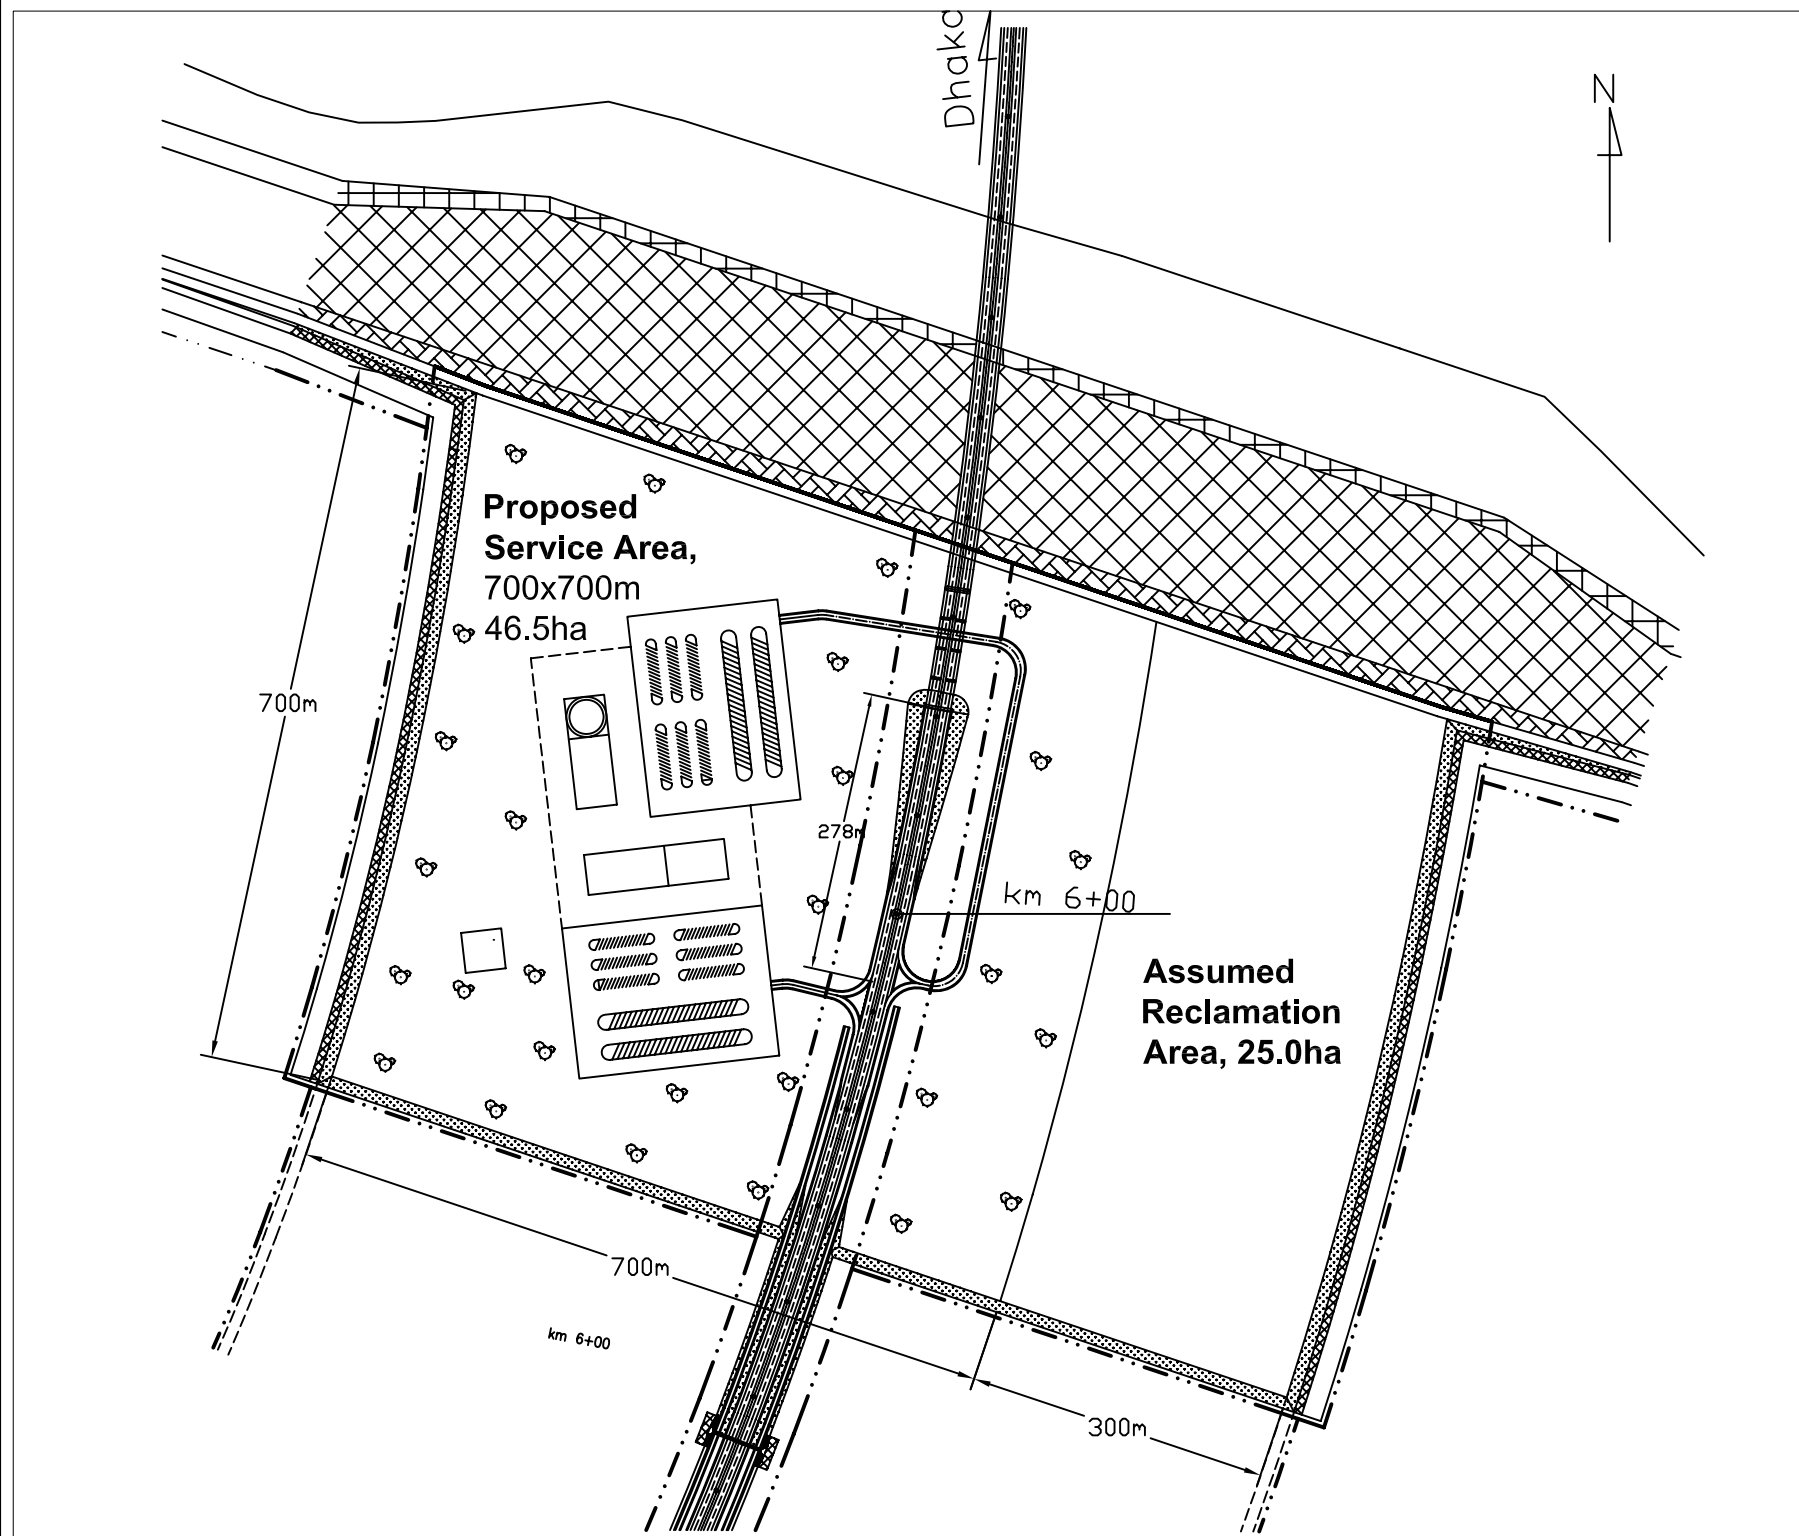 Dhaka
N
Proposed
Service Area,
700x700m
46.5ha
700m
278m
km 6+00
Assumed
Reclamation
Area, 25.0ha
700m
km 6+00
300m